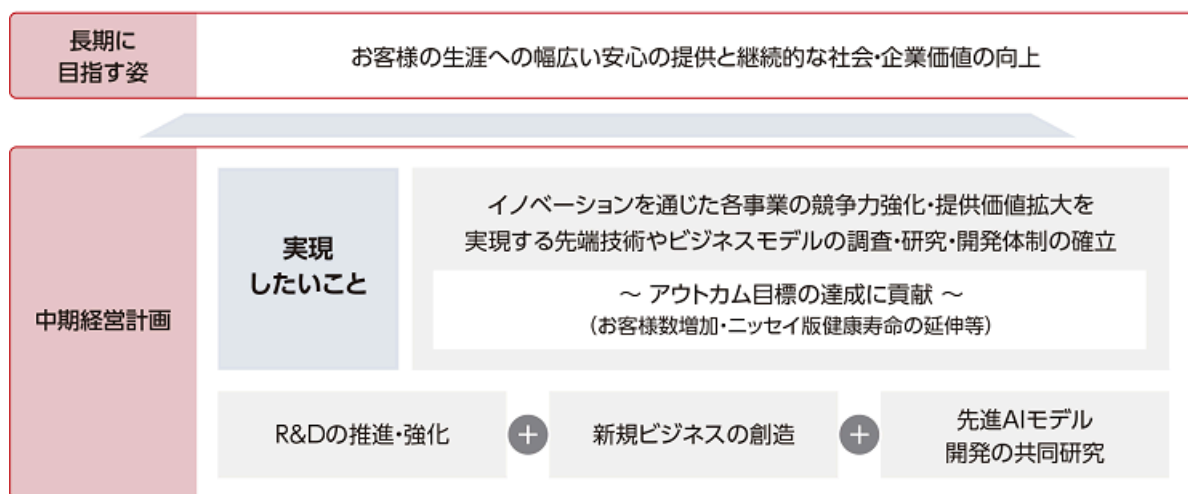 長期に
目指す姿
お客様の生涯への幅広い安心の提供と継続的な社会・企業価値の向上
中期経営計画
実現
したいこと
イノベーションを通じた各事業の競争力強化・提供価値拡大を
実現する先端技術やビジネスモデルの調査・研究・開発体制の確立
～ アウトカム目標の達成に貢献 ～
（お客様数増加・ニッセイ版健康寿命の延伸等）
R&Dの推進・強化
+
新規ビジネスの創造
+
先進AIモデル
開発の共同研究